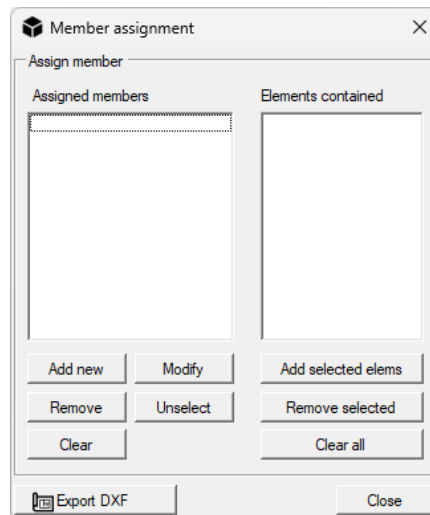 Member assignment
Assign member
Assigned members
Elements contained
Add new
Modify
Add selected elems
Remove
Unselect
Remove selected
Clear
Clear all
Export DXF
Close